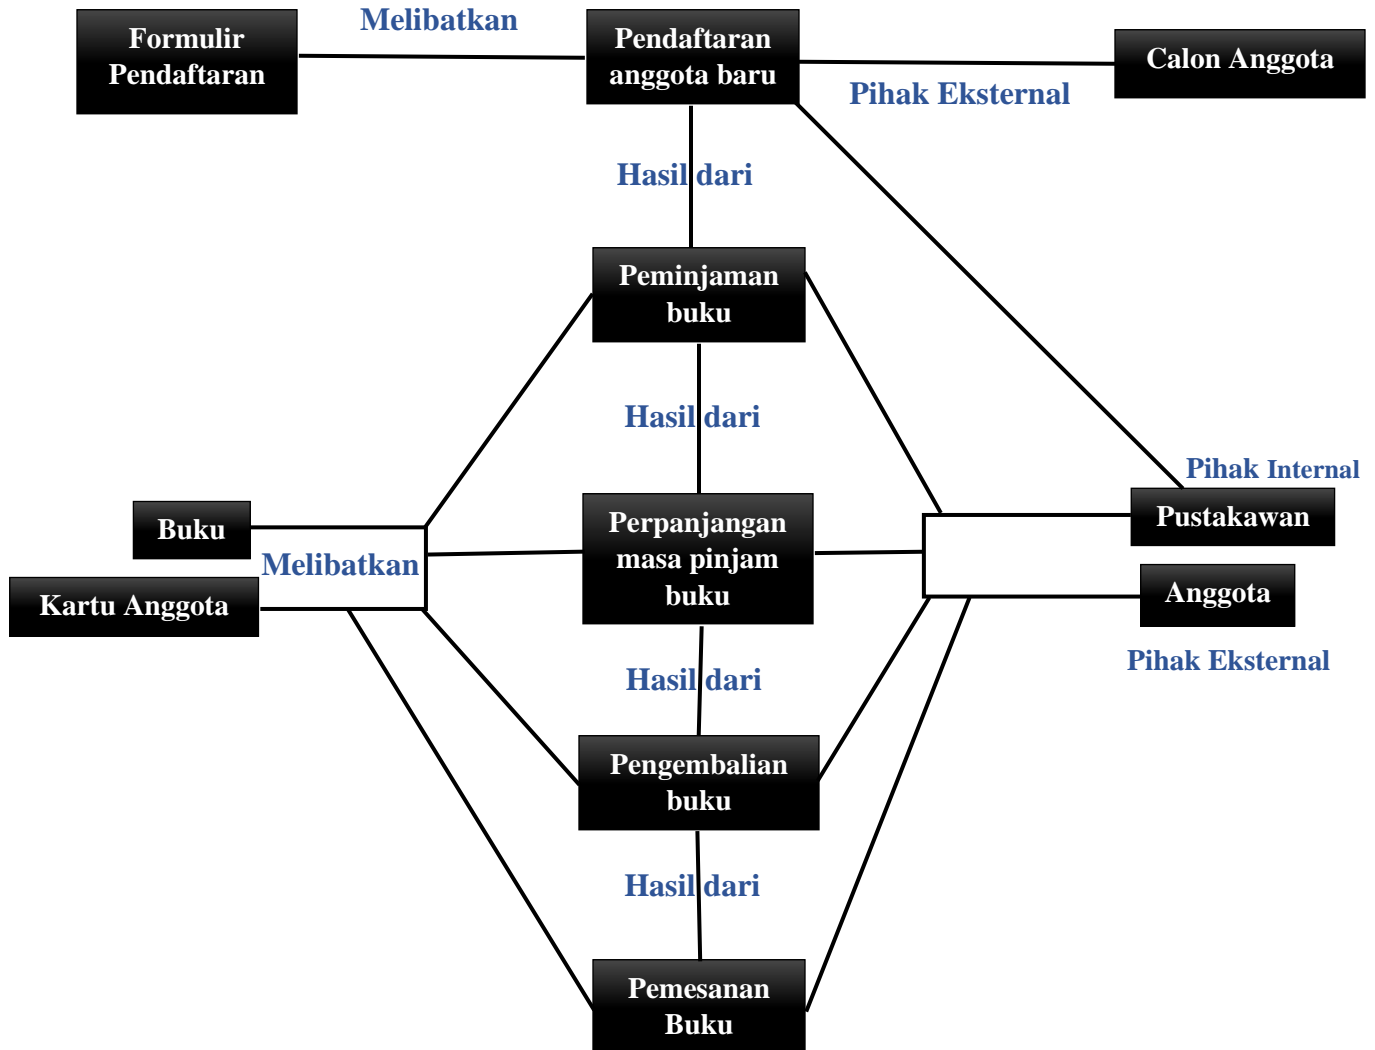 Melibatkan
Formulir
Pendaftaran
Pendaftaran
anggota baru
Calon Anggota
Pihak Eksternal
Hasil dari
Peminjaman
buku
Hasil dari
Pihak Internal
Buku
Perpanjangan
masa pinjam
buku
Pustakawan
Melibatkan
Kartu Anggota
Anggota
Pihak Eksternal
Hasil dari
Pengembalian
buku
Hasil dari
Pemesanan
Buku